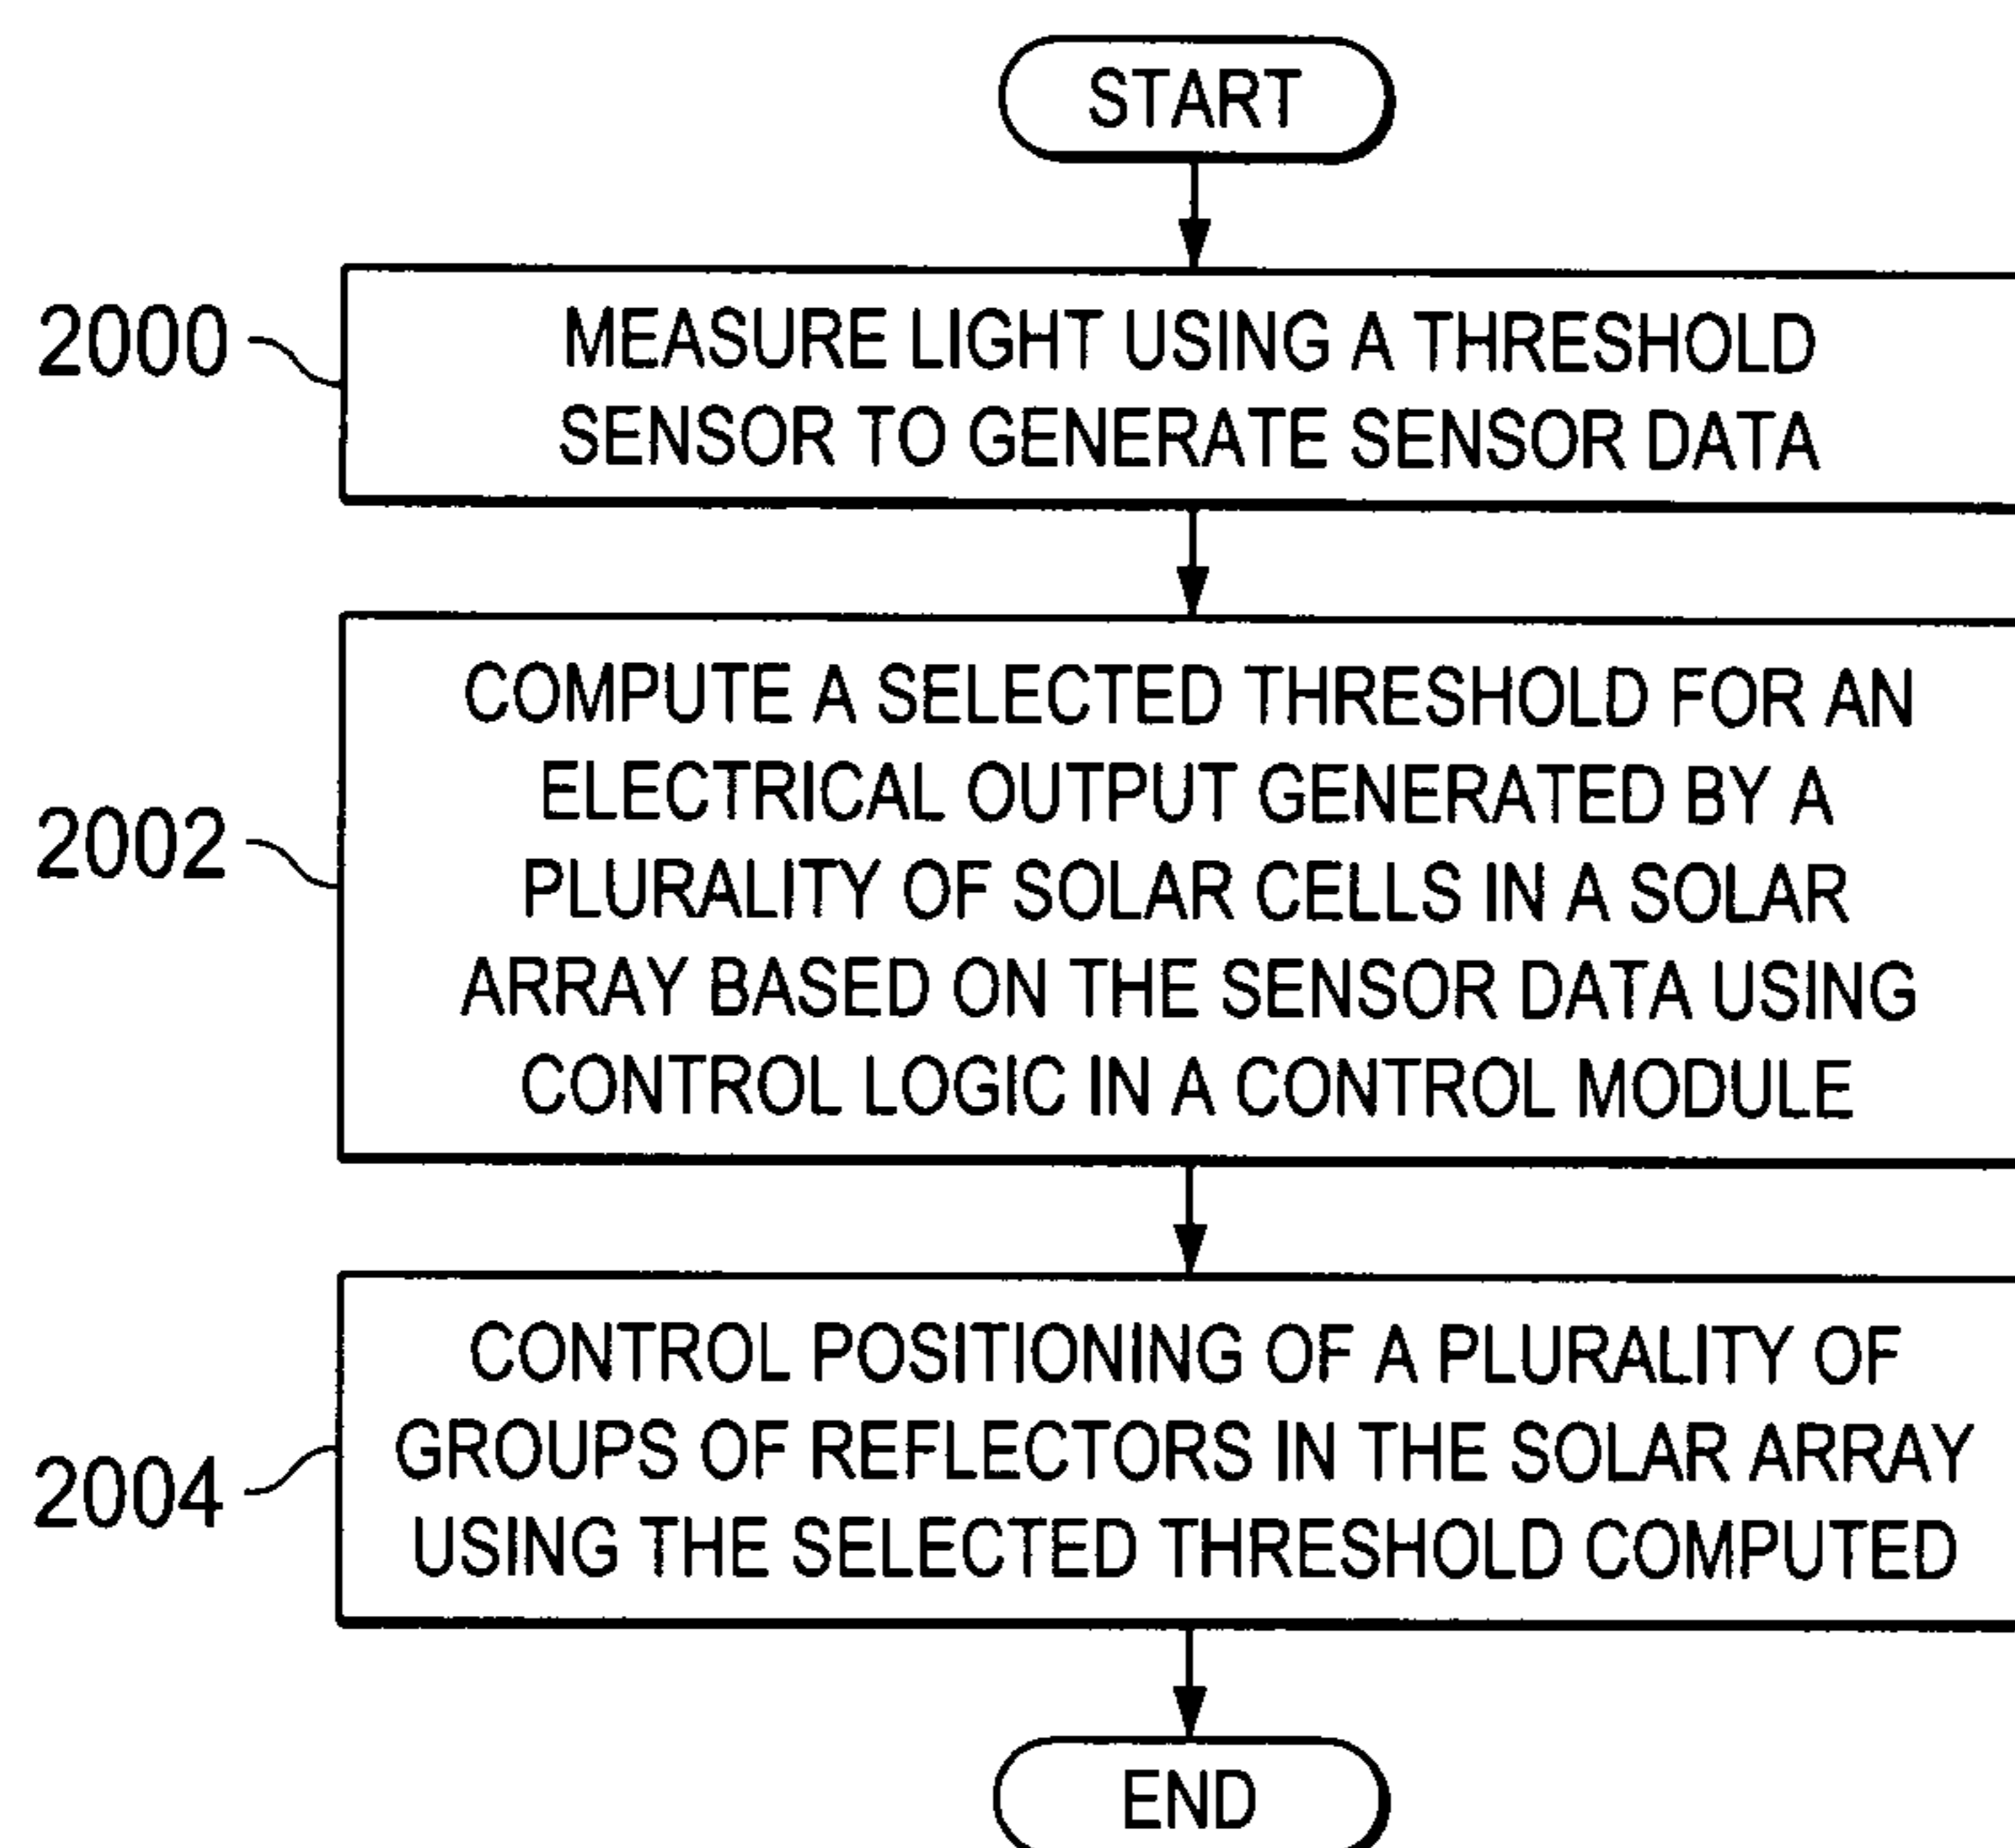 START
2000
MEASURE LIGHT USING A THRESHOLD
SENSOR TO GENERATE SENSOR DATA
2002
COMPUTE A SELECTED THRESHOLD FOR AN
ELECTRICAL OUTPUT GENERATED BY A
PLURALITY OF SOLAR CELLS IN A SOLAR
ARRAY BASED ON THE SENSOR DATA USING
CONTROL LOGIC IN A CONTROL MODULE
2004
CONTROL POSITIONING OF A PLURALITY OF
GROUPS OF REFLECTORS IN THE SOLAR ARRAY
USING THE SELECTED THRESHOLD COMPUTED
END